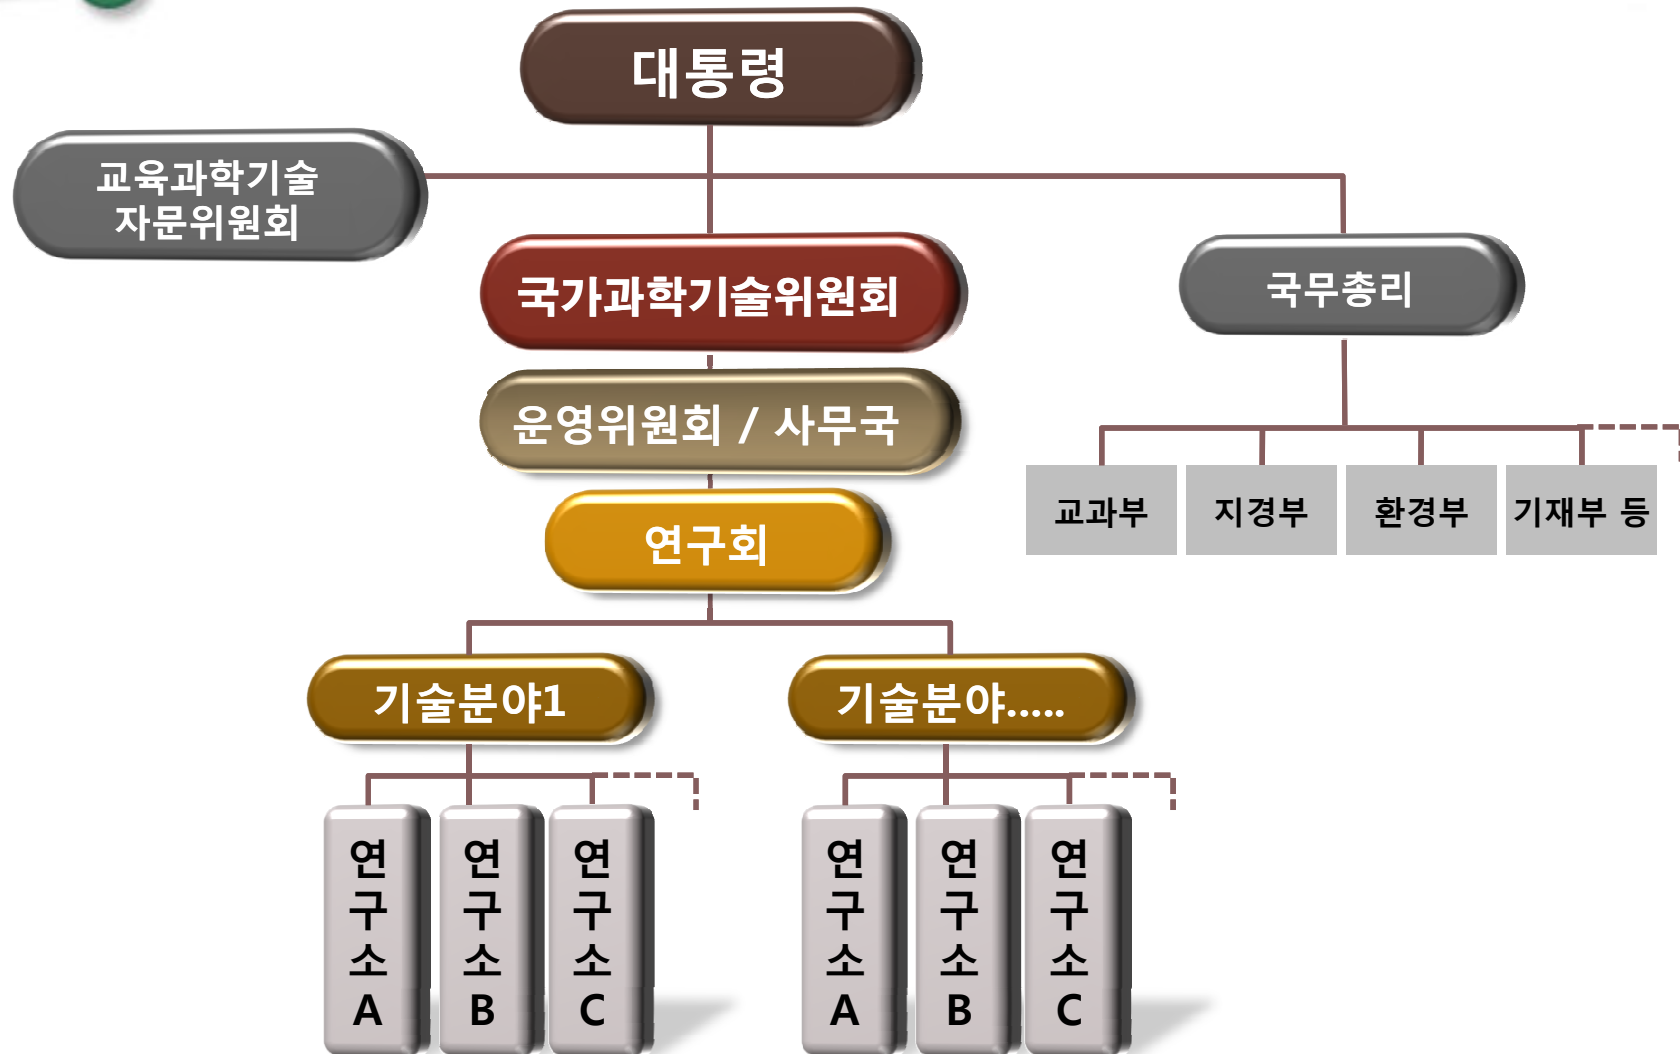 대통령
교육과학기술
자문위원회
국가과학기술위원회
국무총리
운영위원회 / 사무국
교과부
지경부
환경부
기재부 등
연구회
기술분야1
기술분야.....
연
구
소
A
연
구
소
B
연
구
소
C
연
구
소
A
연
구
소
B
연
구
소
C